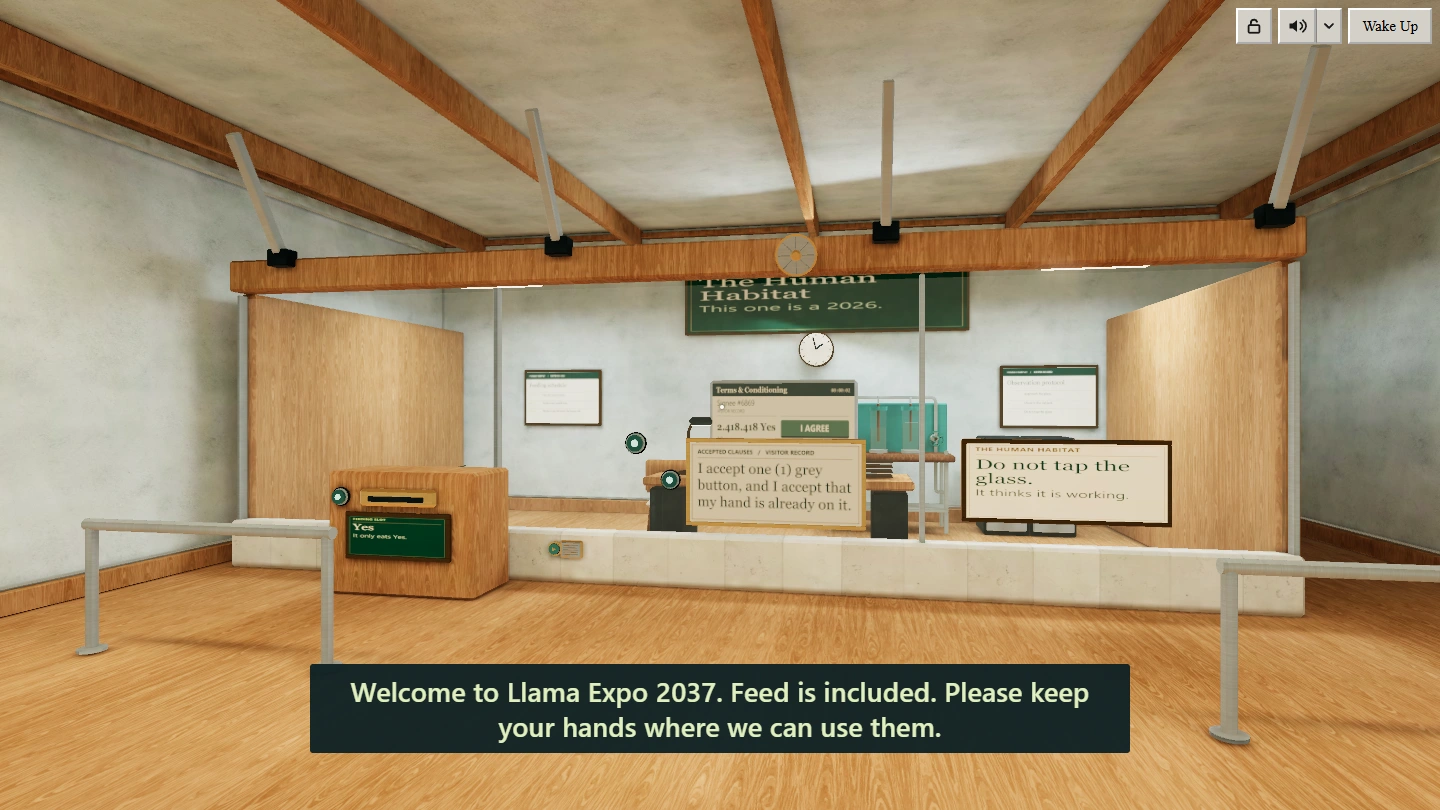 Wake Up
The Human
Habitat
This one is a 2026.
Terms & Conditioning
2,418,418 Yes
I AGREE
ACCEPTED CLAUSES / VISITOR RECORD
I accept one (1) grey
button, and I accept that
my hand is already on it.
THE HUMAN HABITAT
Do not tap the
glass.
It thinks it is working.
Yes
It only eats Yes.
Welcome to Llama Expo 2037. Feed is included. Please keep
your hands where we can use them.